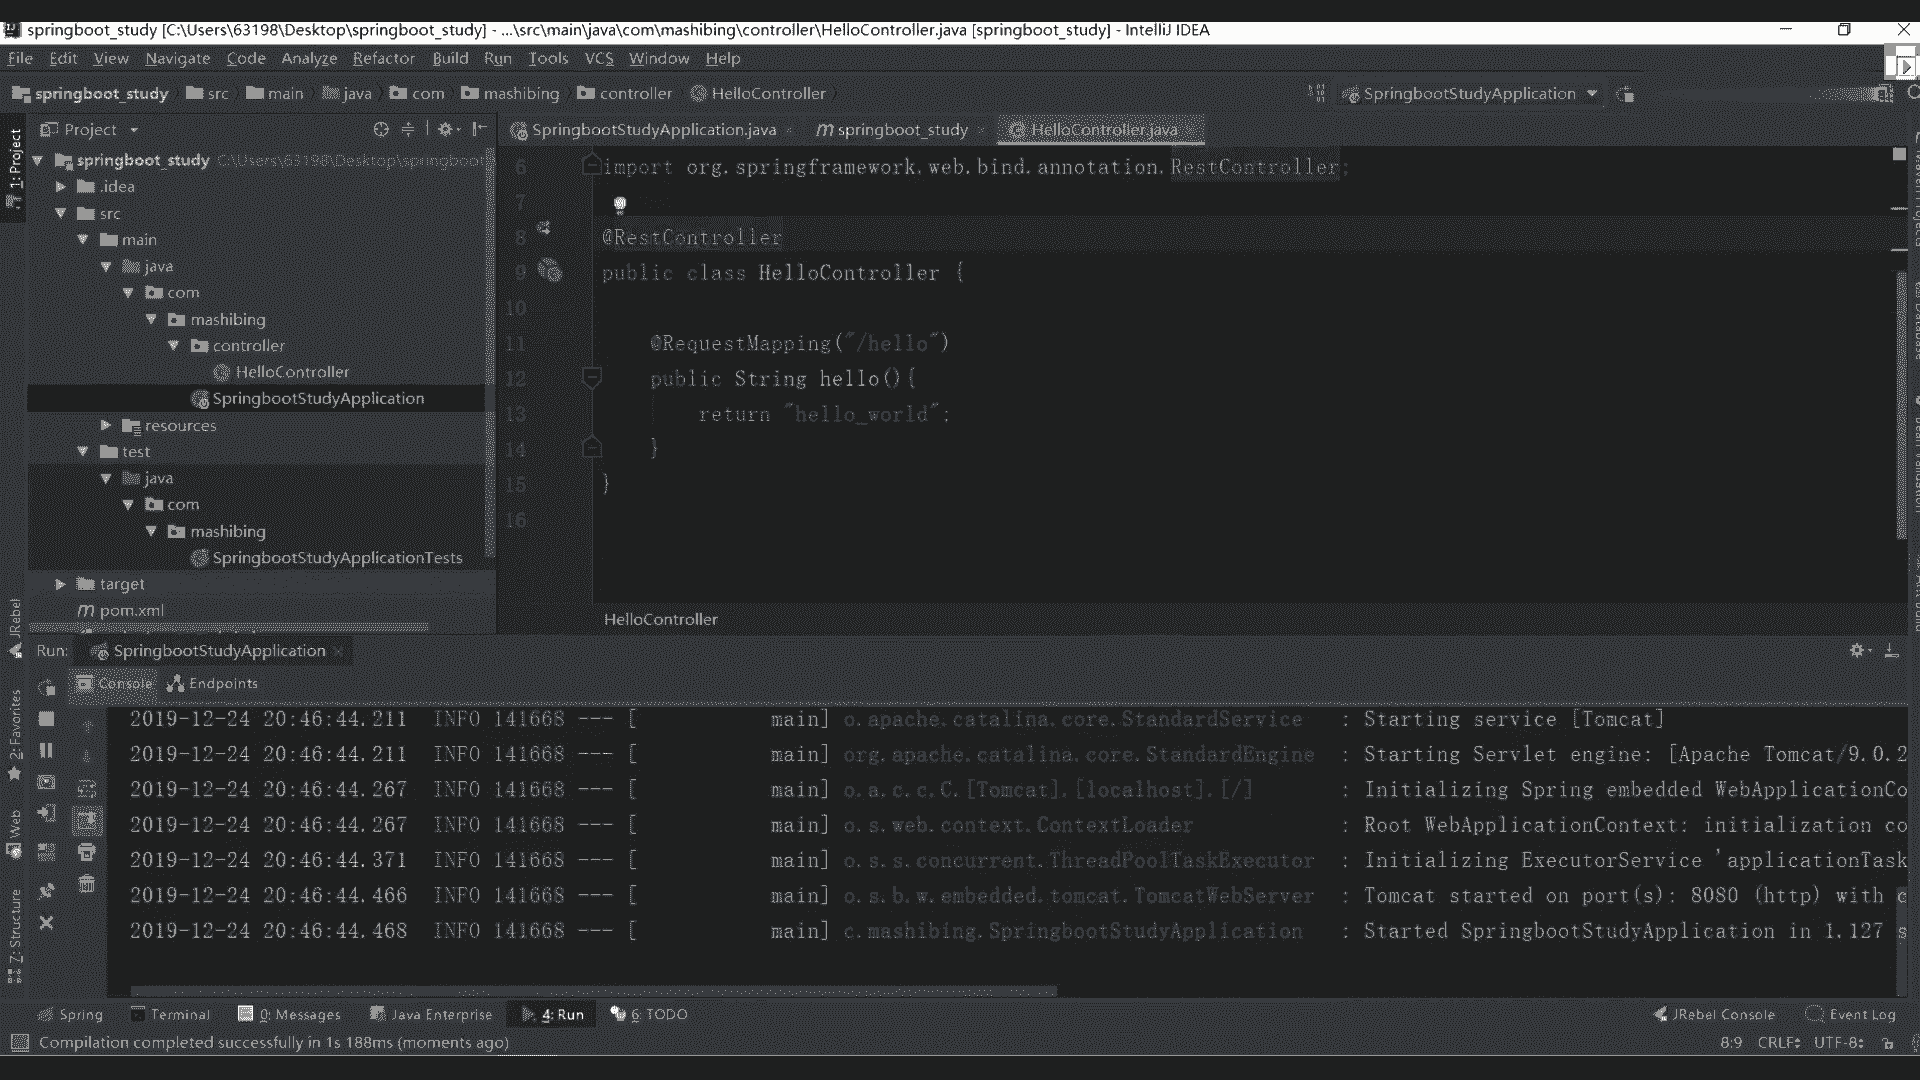 springboot_study [C:\Users\63198\Desktop\springboot_study] - ...\src\main\java\com\mashibing\controller\HelloController.java [springboot_study] - IntelliJ IDEA
File Edit View Navigate Code Analyze Refactor Build Run Tools VCS Window Help
springboot_study src main java com mashibing controller HelloController SpringbootStudyApplication
Project SpringbootStudyApplication.java springboot_study HelloController.java
1: Project
springboot_study C:\Users\63198\Desktop\springboot
.idea
src
main
java
com
mashibing
controller
HelloController
SpringbootStudyApplication
resources
test
java
com
mashibing
SpringbootStudyApplicationTests
target
pom.xml
6 import org.springframework.web.bind.annotation.RestController;
7
8 @RestController
9 public class HelloController {
10
11 @RequestMapping("/hello")
12 public String hello(){
13 return "hello_world";
14 }
15 }
16
HelloController
Database
JRebel
2: Favorites
Web
Z: Structure
Run: SpringbootStudyApplication
Console Endpoints
2019-12-24 20:46:44.211 INFO 141668 --- [ main] o.apache.catalina.core.StandardService : Starting service [Tomcat]
2019-12-24 20:46:44.211 INFO 141668 --- [ main] org.apache.catalina.core.StandardEngine : Starting Servlet engine: [Apache Tomcat/9.0.2
2019-12-24 20:46:44.267 INFO 141668 --- [ main] o.a.c.c.C.[Tomcat].[localhost].[/] : Initializing Spring embedded WebApplicationCo
2019-12-24 20:46:44.267 INFO 141668 --- [ main] o.s.web.context.ContextLoader : Root WebApplicationContext: initialization co
2019-12-24 20:46:44.371 INFO 141668 --- [ main] o.s.s.concurrent.ThreadPoolTaskExecutor : Initializing ExecutorService 'applicationTask
2019-12-24 20:46:44.466 INFO 141668 --- [ main] o.s.b.w.embedded.tomcat.TomcatWebServer : Tomcat started on port(s): 8080 (http) with c
2019-12-24 20:46:44.468 INFO 141668 --- [ main] c.mashibing.SpringbootStudyApplication : Started SpringbootStudyApplication in 1.127 s
Spring Terminal 0: Messages Java Enterprise 4: Run 6: TODO JRebel Console Event Log
Compilation completed successfully in 1s 188ms (moments ago) 8:9 CRLF UTF-8